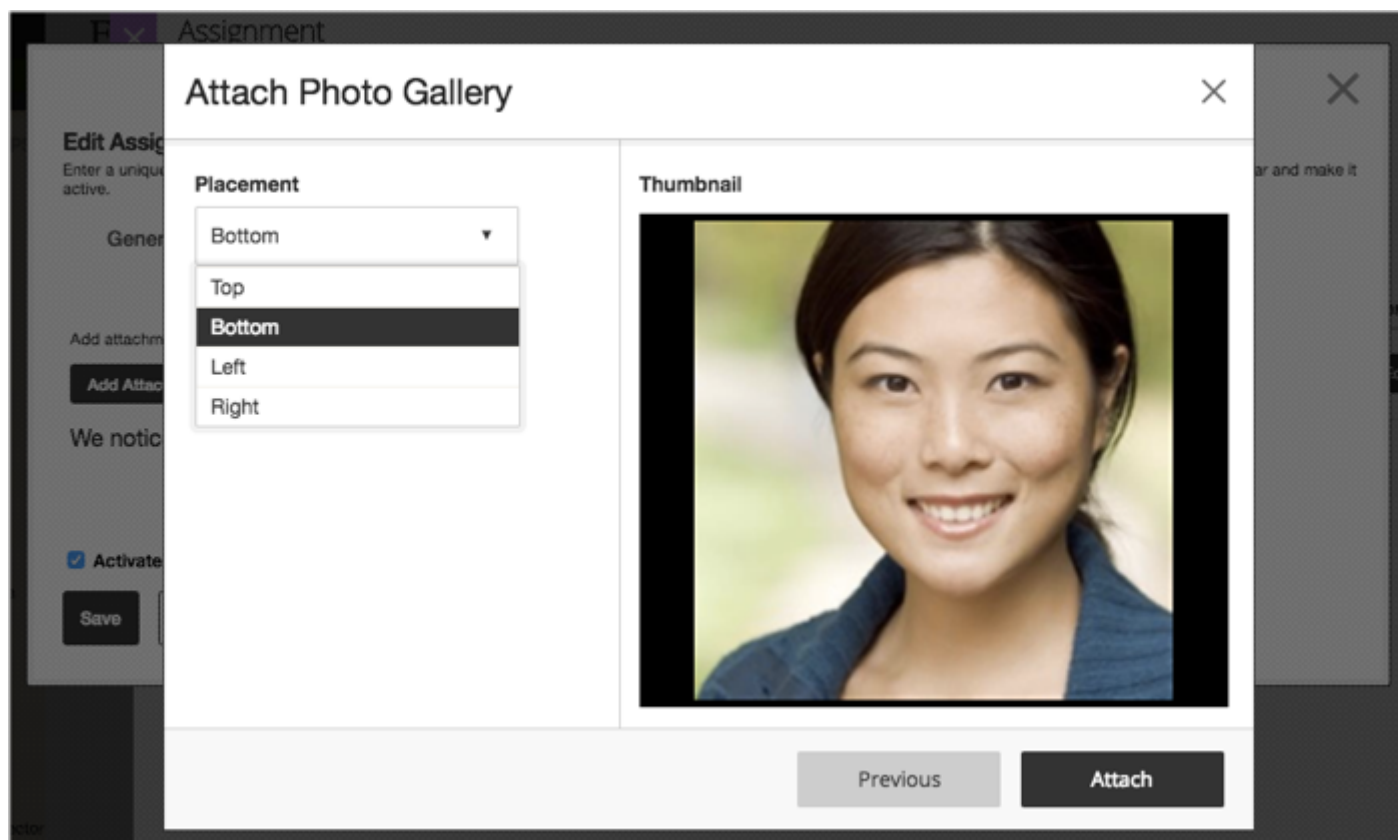 Assignment
Attach Photo Gallery
Edit Assig
Enter a unique
ar and make it
active.
Placement
Thumbnail
Gener
Bottom
Top
Bottom
Left
Right
Add attachm
Add Attac
We notic
Activate
Save
Previous
Attach